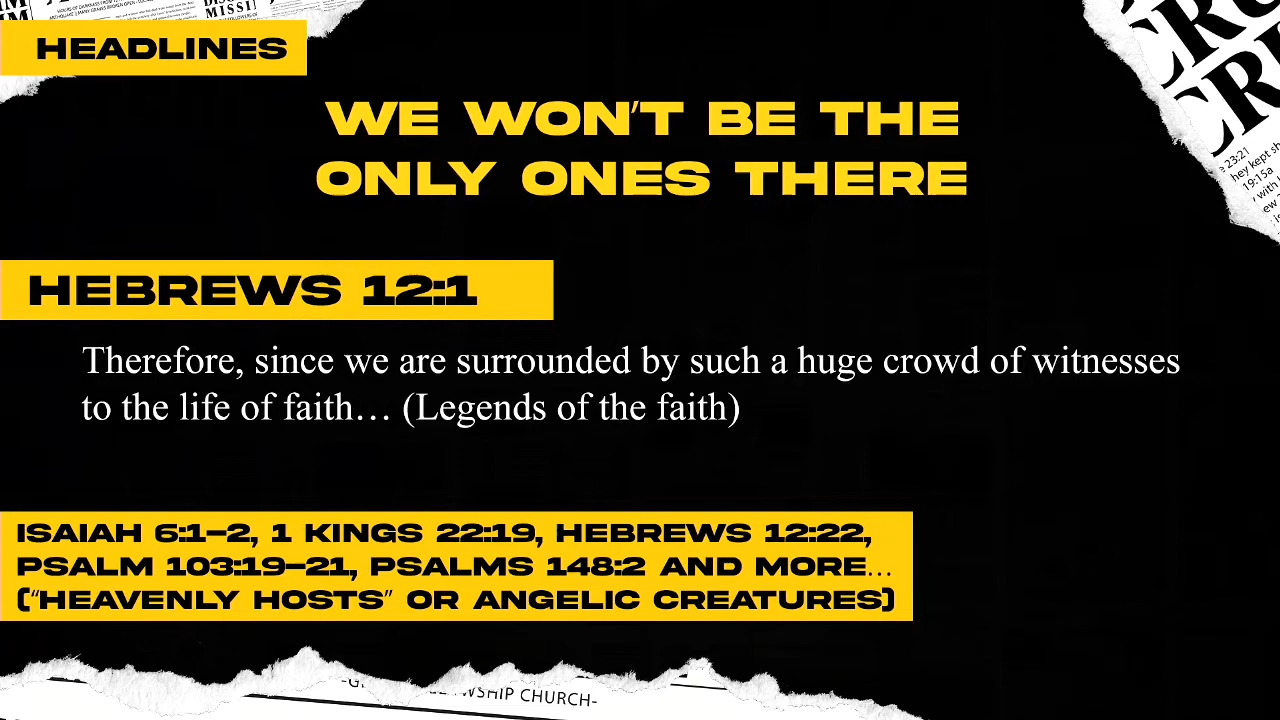 HEADLINES
WE WON'T BE THE
ONLY ONES THERE
HEBREWS 12:1
Therefore, since we are surrounded by such a huge crowd of witnesses
to the life of faith… (Legends of the faith)
ISAIAH 6:1–2, 1 KINGS 22:19, HEBREWS 12:22,
PSALM 103:19–21, PSALMS 148:2 AND MORE…
(“HEAVENLY HOSTS” OR ANGELIC CREATURES)
CHURCH-